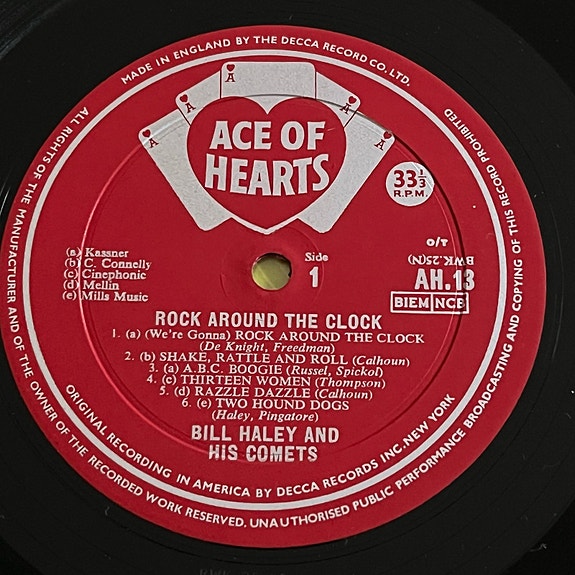 MADE IN ENGLAND BY THE DECCA RECORD CO. LTD.
ALL RIGHTS OF THE MANUFACTURER AND OF THE OWNER OF THE RECORDED WORK RESERVED. UNAUTHORISED PUBLIC PERFORMANCE BROADCASTING AND COPYING OF THIS RECORD PROHIBITED
A
A
A
A
A
ACE OF
HEARTS
33⅓
R.P.M.
(a) Kassner
(b) C. Connelly
(c) Cinephonic
(d) Mellin
(e) Mills Music
Side
1
T/O
BWK.25(N)
AH.13
BIEM NCB
ROCK AROUND THE CLOCK
1. (a) (We're Gonna) ROCK AROUND THE CLOCK
(De Knight, Freedman)
2. (b) SHAKE, RATTLE AND ROLL (Calhoun)
3. (a) A.B.C. BOOGIE (Russel, Spickol)
4. (c) THIRTEEN WOMEN (Thompson)
5. (d) RAZZLE DAZZLE (Calhoun)
6. (e) TWO HOUND DOGS
(Haley, Pingatore)
BILL HALEY AND
HIS COMETS
ORIGINAL RECORDING IN AMERICA BY DECCA RECORDS INC. NEW YORK